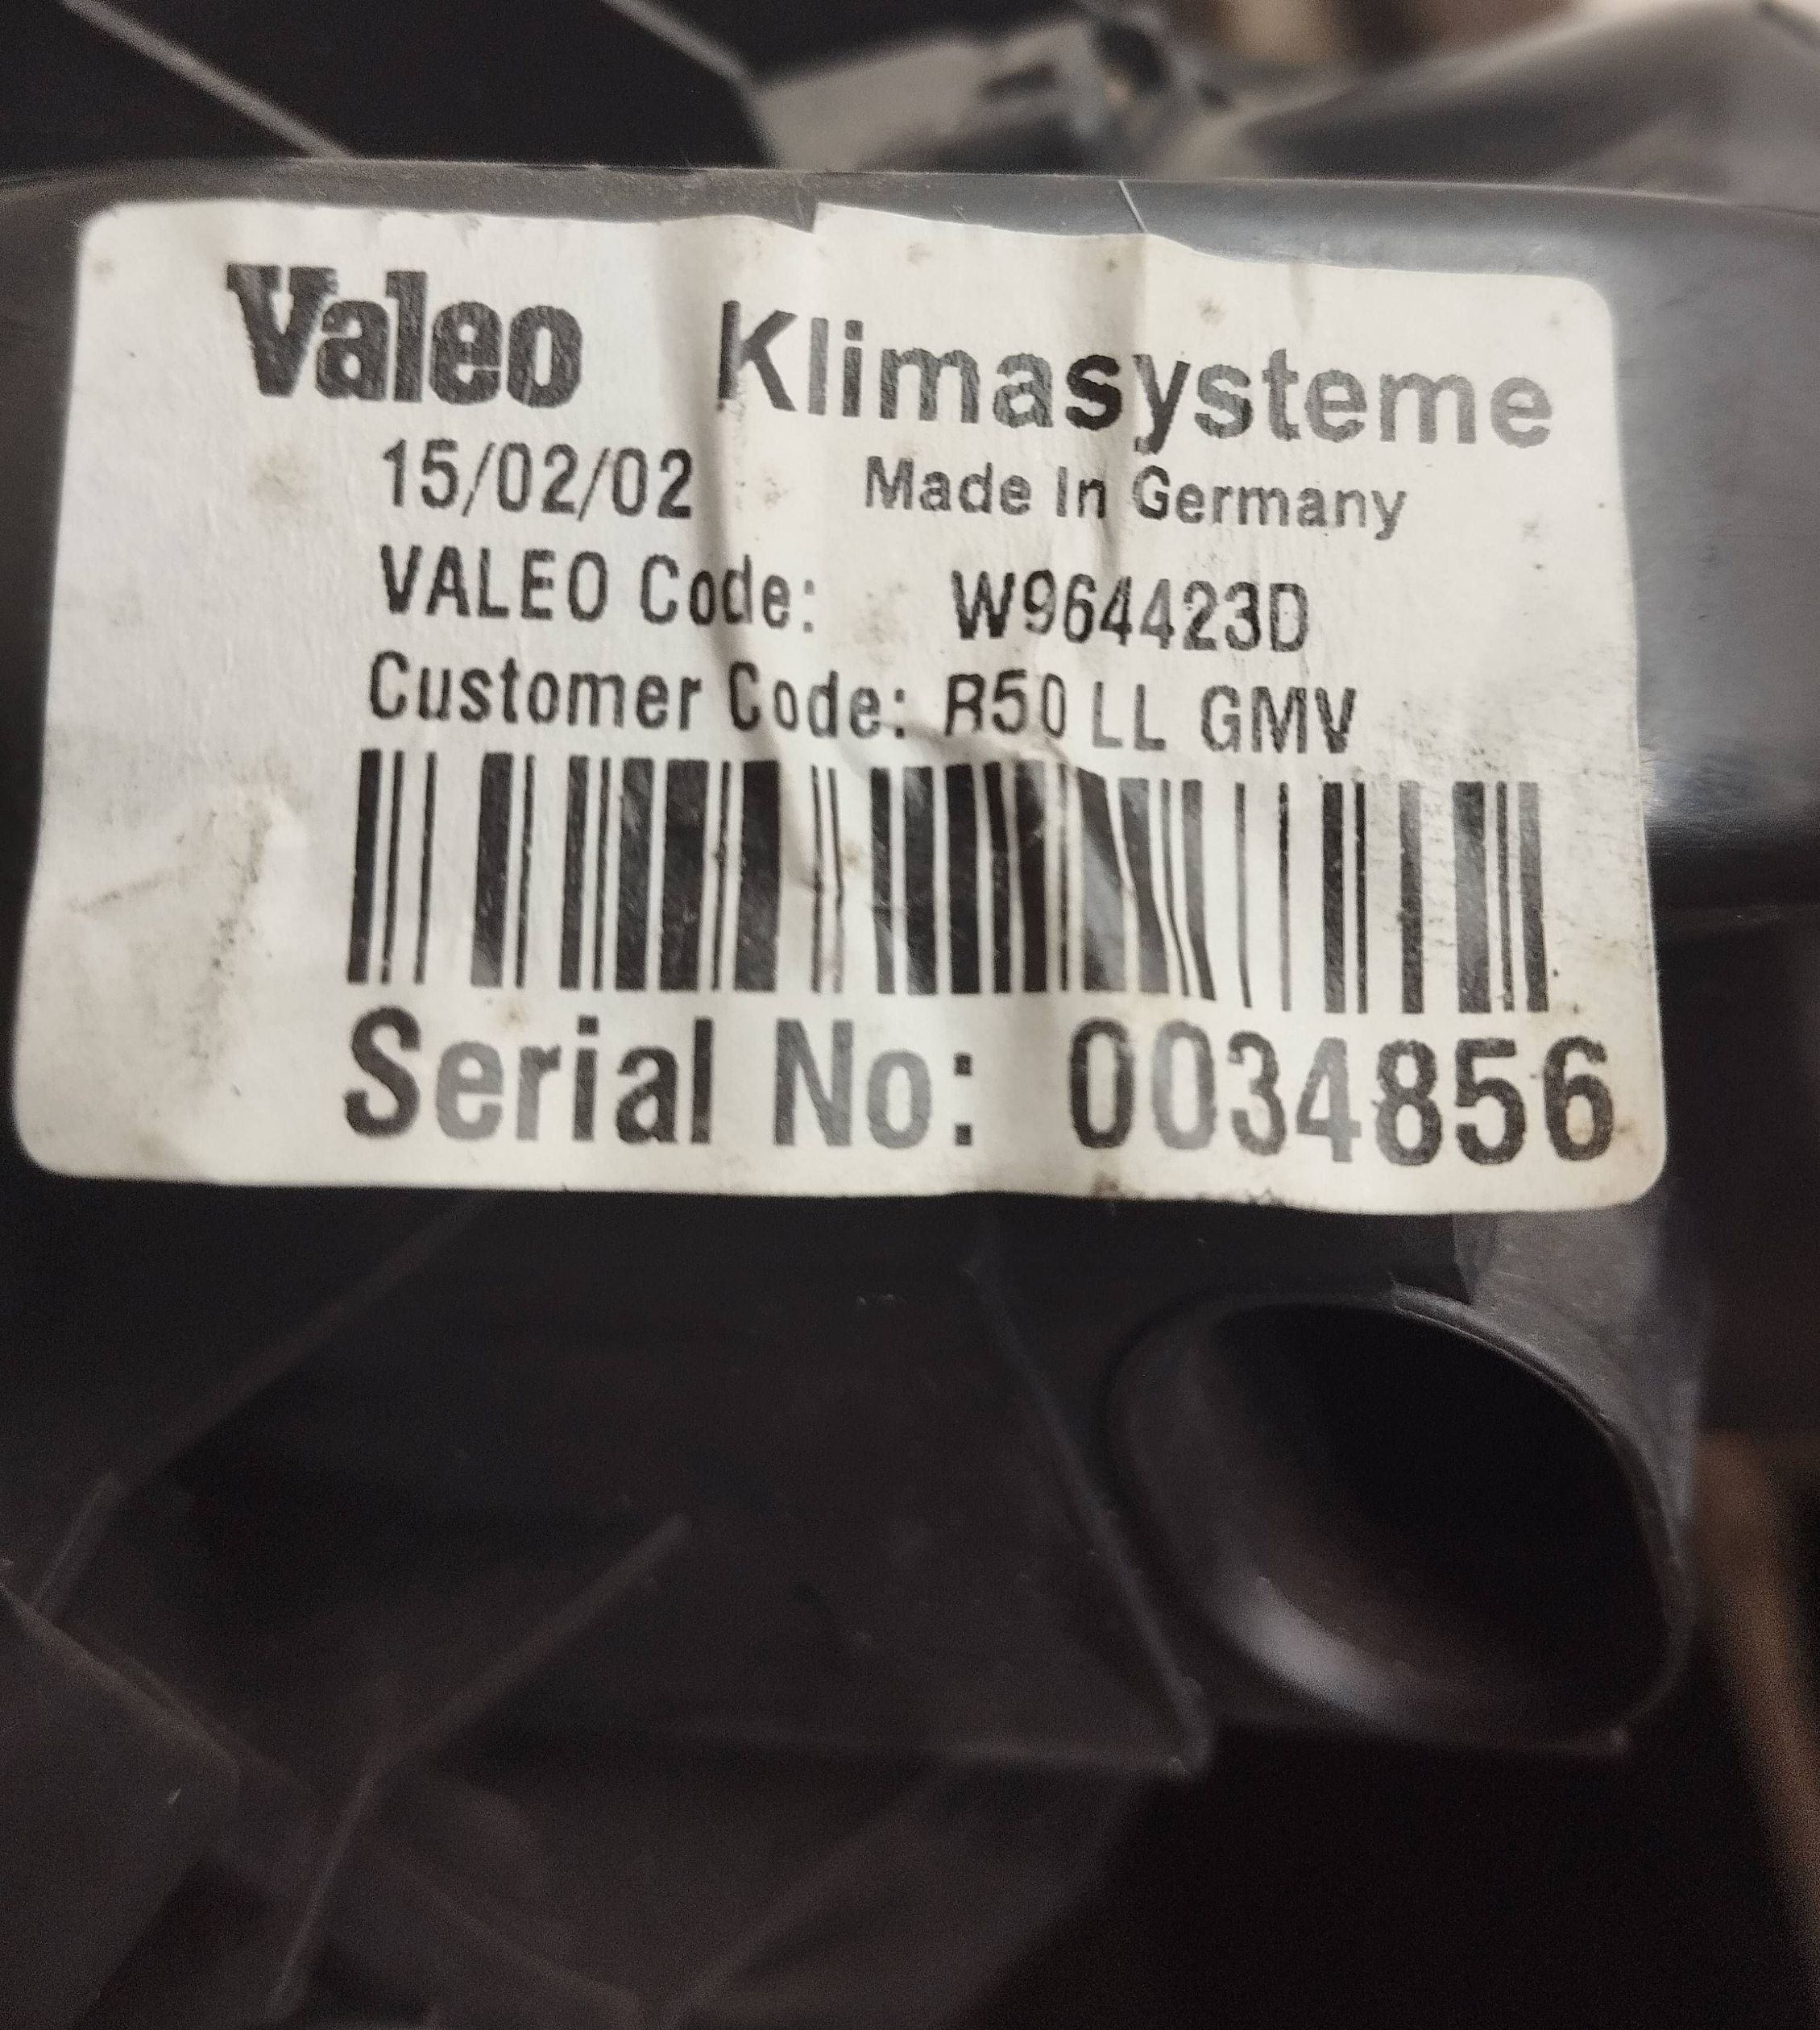 Valeo Klimasysteme
15/02/02 Made In Germany
VALEO Code: W964423D
Customer Code: R50 LL GMV
Serial No: 0034856